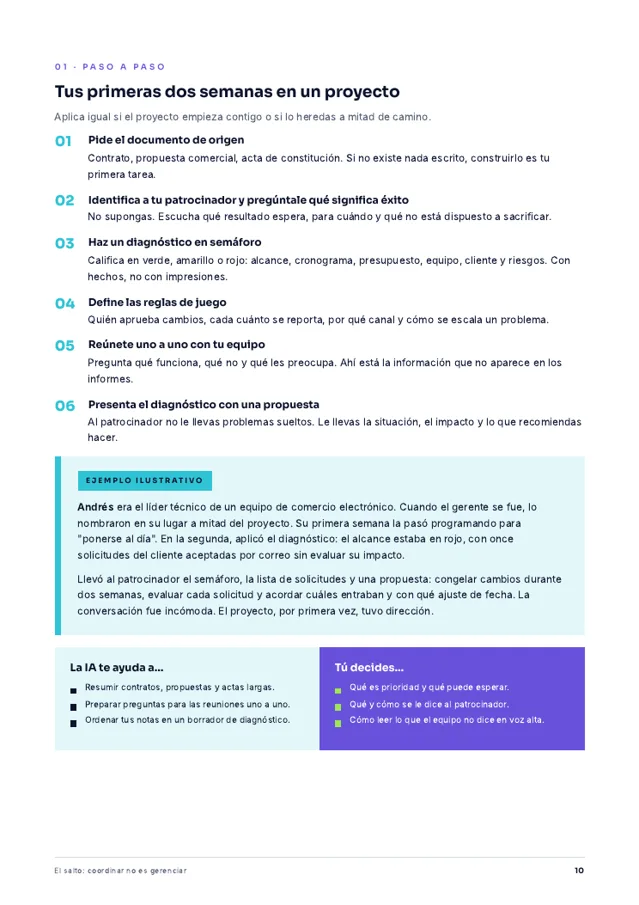 01 · PASO A PASO
Tus primeras dos semanas en un proyecto
Aplica igual si el proyecto empieza contigo o si lo heredas a mitad de camino.
01 Pide el documento de origen
Contrato, propuesta comercial, acta de constitución. Si no existe nada escrito, construirlo es tu
primera tarea.
02 Identifica a tu patrocinador y pregúntale qué significa éxito
No supongas. Escucha qué resultado espera, para cuándo y qué no está dispuesto a sacrificar.
03 Haz un diagnóstico en semáforo
Califica en verde, amarillo o rojo: alcance, cronograma, presupuesto, equipo, cliente y riesgos. Con
hechos, no con impresiones.
04 Define las reglas de juego
Quién aprueba cambios, cada cuánto se reporta, por qué canal y cómo se escala un problema.
05 Reúnete uno a uno con tu equipo
Pregunta qué funciona, qué no y qué les preocupa. Ahí está la información que no aparece en los
informes.
06 Presenta el diagnóstico con una propuesta
Al patrocinador no le llevas problemas sueltos. Le llevas la situación, el impacto y lo que recomiendas
hacer.
EJEMPLO ILUSTRATIVO
Andrés era el líder técnico de un equipo de comercio electrónico. Cuando el gerente se fue, lo
nombraron en su lugar a mitad del proyecto. Su primera semana la pasó programando para
"ponerse al día". En la segunda, aplicó el diagnóstico: el alcance estaba en rojo, con once
solicitudes del cliente aceptadas por correo sin evaluar su impacto.
Llevó al patrocinador el semáforo, la lista de solicitudes y una propuesta: congelar cambios durante
dos semanas, evaluar cada solicitud y acordar cuáles entraban y con qué ajuste de fecha. La
conversación fue incómoda. El proyecto, por primera vez, tuvo dirección.
La IA te ayuda a...
Resumir contratos, propuestas y actas largas.
Preparar preguntas para las reuniones uno a uno.
Ordenar tus notas en un borrador de diagnóstico.
Tú decides...
Qué es prioridad y qué puede esperar.
Qué y cómo se le dice al patrocinador.
Cómo leer lo que el equipo no dice en voz alta.
El salto: coordinar no es gerenciar
10